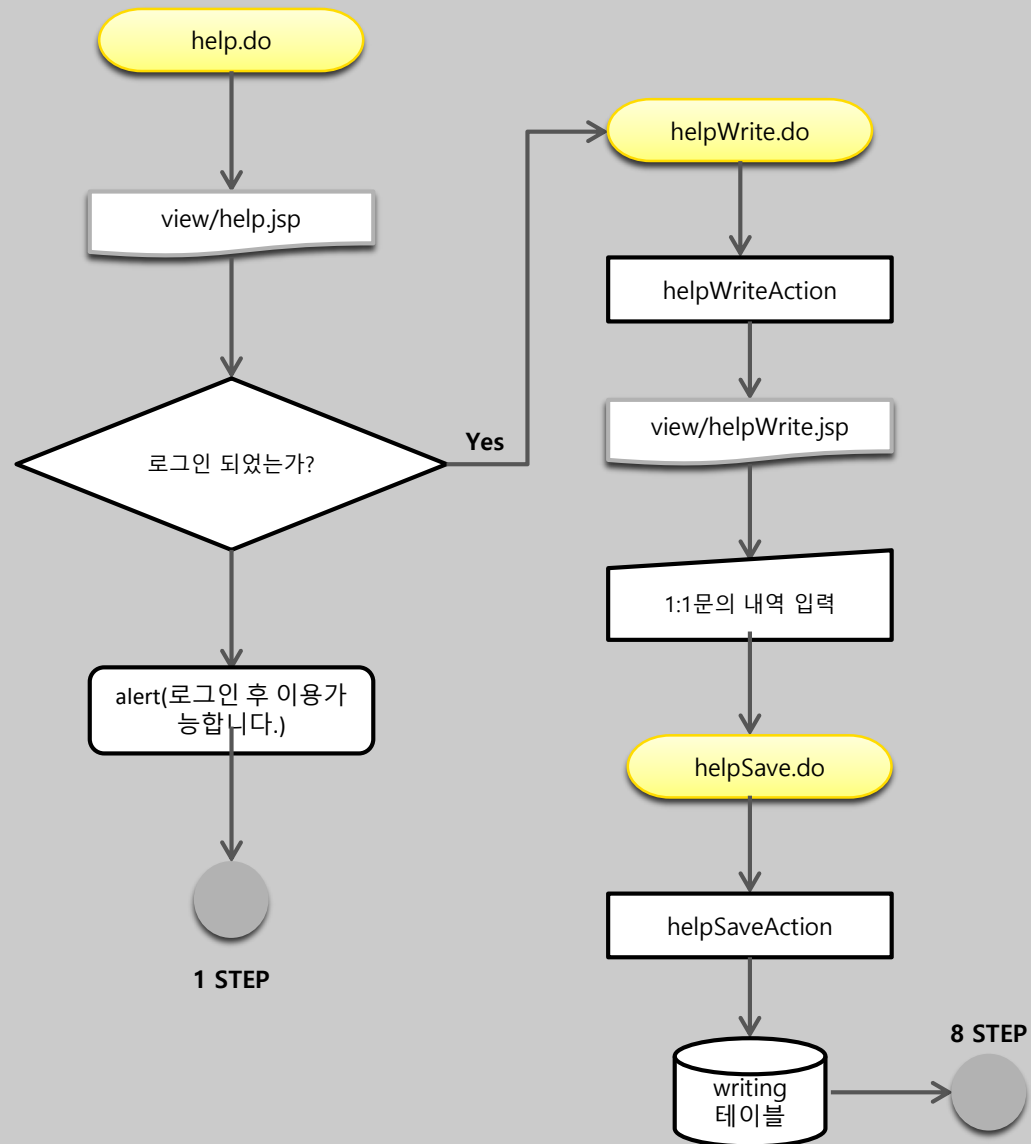 help.do
view/help.jsp
로그인 되었는가?
Yes
alert(로그인 후 이용가
능합니다.)
1 STEP
helpWrite.do
helpWriteAction
view/helpWrite.jsp
1:1문의 내역 입력
helpSave.do
helpSaveAction
writing
테이블
8 STEP